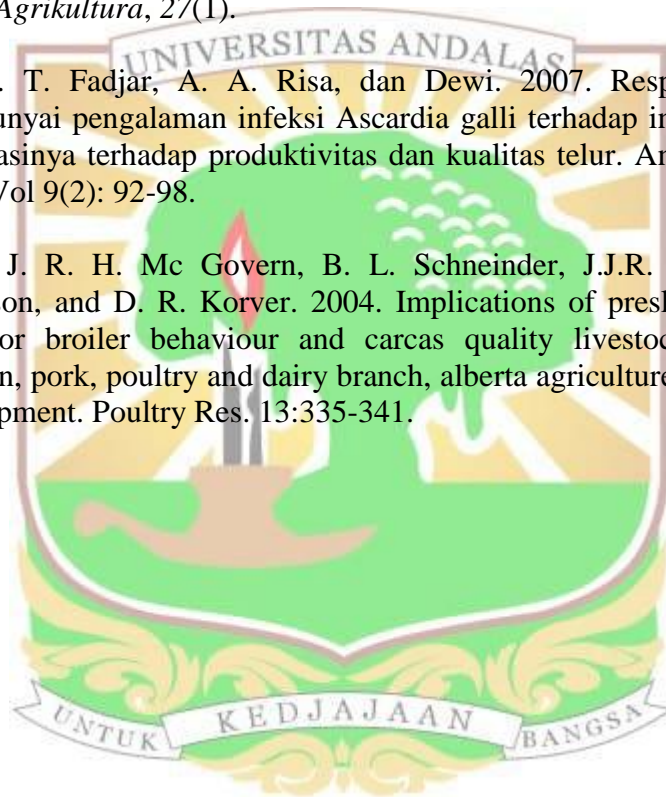 Agrikultura, 27(1).
UNIVERSITAS ANDALAS
. T. Fadjar, A. A. Risa, dan Dewi. 2007. Resp
unyai pengalaman infeksi Ascardia galli terhadap in
asinya terhadap produktivitas dan kualitas telur. An
Vol 9(2): 92-98.
J. R. H. Mc Govern, B. L. Schneinder, J.J.R.
on, and D. R. Korver. 2004. Implications of presl
or broiler behaviour and carcas quality livestoc
n, pork, poultry and dairy branch, alberta agriculture
pment. Poultry Res. 13:335-341.
UNTUK KEDJAJAAN BANGSA